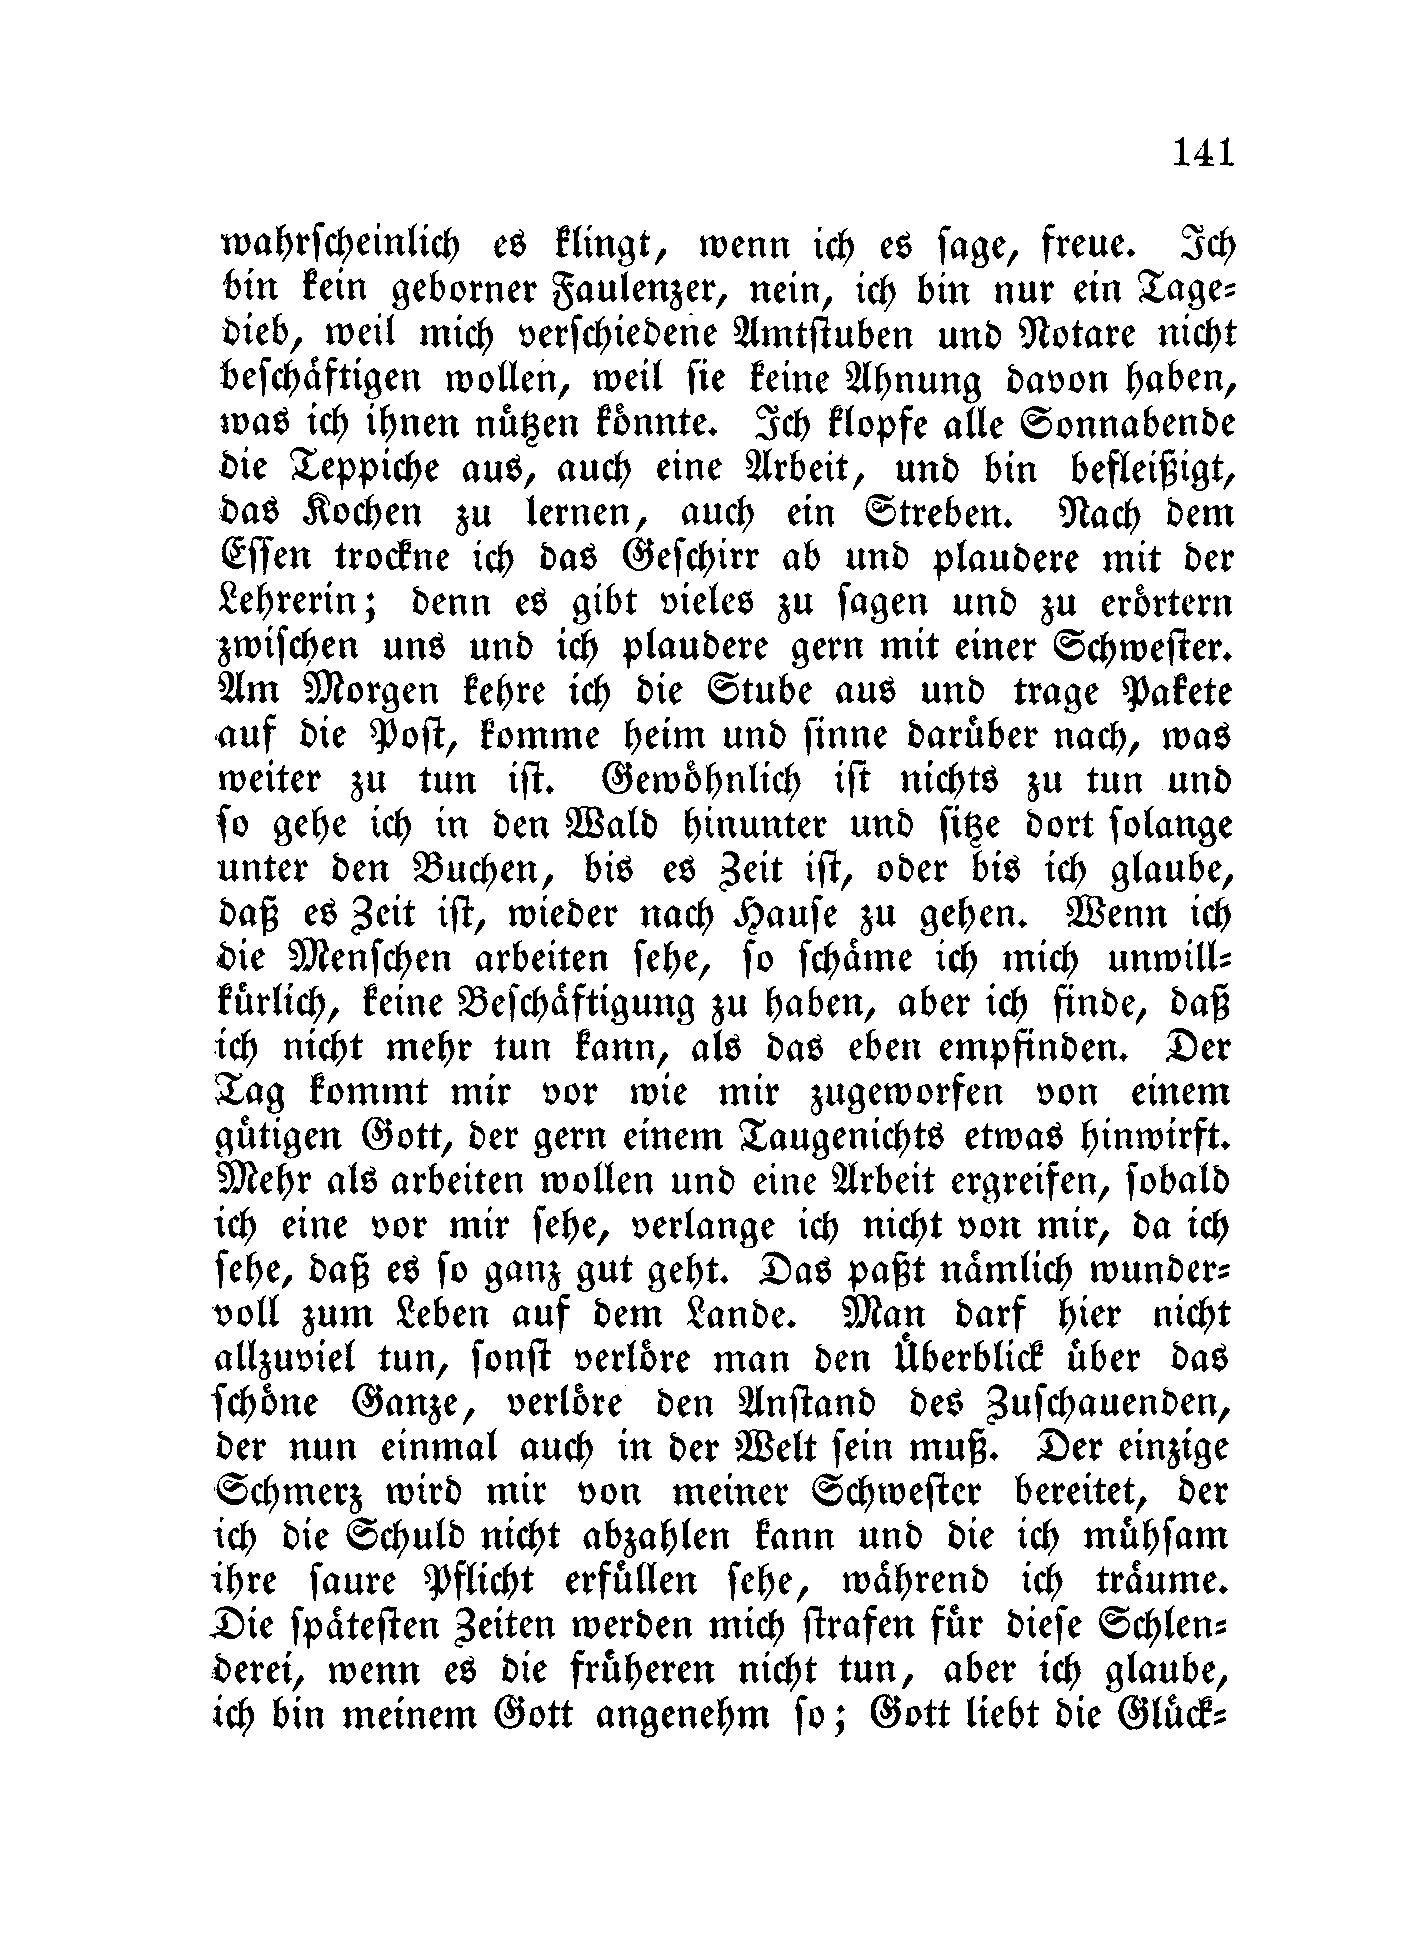 141
wahrscheinlich es klingt, wenn ich es sage, freue. Ich
bin kein geborner Faulenzer, nein, ich bin nur ein Tage-
dieb, weil mich verschiedene Amtstuben und Notare nicht
beschäftigen wollen, weil sie keine Ahnung davon haben,
was ich ihnen nützen könnte. Ich klopfe alle Sonnabende
die Teppiche aus, auch eine Arbeit, und bin befleißigt,
das Kochen zu lernen, auch ein Streben. Nach dem
Essen trockne ich das Geschirr ab und plaudere mit der
Lehrerin; denn es gibt vieles zu sagen und zu erörtern
zwischen uns und ich plaudere gern mit einer Schwester.
Am Morgen kehre ich die Stube aus und trage Pakete
auf die Post, komme heim und sinne darüber nach, was
weiter zu tun ist. Gewöhnlich ist nichts zu tun und
so gehe ich in den Wald hinunter und sitze dort solange
unter den Buchen, bis es Zeit ist, oder bis ich glaube,
daß es Zeit ist, wieder nach Hause zu gehen. Wenn ich
die Menschen arbeiten sehe, so schäme ich mich unwill-
kürlich, keine Beschäftigung zu haben, aber ich finde, daß
ich nicht mehr tun kann, als das eben empfinden. Der
Tag kommt mir vor wie mir zugeworfen von einem
gütigen Gott, der gern einem Taugenichts etwas hinwirft.
Mehr als arbeiten wollen und eine Arbeit ergreifen, sobald
ich eine vor mir sehe, verlange ich nicht von mir, da ich
sehe, daß es so ganz gut geht. Das paßt nämlich wunder-
voll zum Leben auf dem Lande. Man darf hier nicht
allzuviel tun, sonst verlöre man den Überblick über das
schöne Ganze, verlöre den Anstand des Zuschauenden,
der nun einmal auch in der Welt sein muß. Der einzige
Schmerz wird mir von meiner Schwester bereitet, der
ich die Schuld nicht abzahlen kann und die ich mühsam
ihre saure Pflicht erfüllen sehe, während ich träume.
Die spätesten Zeiten werden mich strafen für diese Schlen-
derei, wenn es die früheren nicht tun, aber ich glaube,
ich bin meinem Gott angenehm so; Gott liebt die Glück-